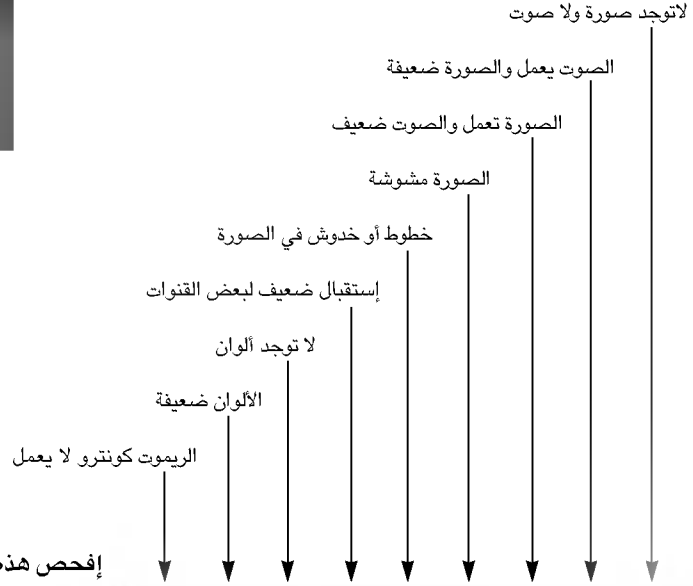 لاتوجد صورة ولا صوت
الصوت يعمل والصورة ضعيفة
الصورة تعمل والصوت ضعيف
الصورة مشوشة
خطوط أو خدوش في الصورة
إستقبال ضعيف لبعض القنوات
لا توجد ألوان
الألوان ضعيفة
الريموت كونترو لا يعمل
إفحص